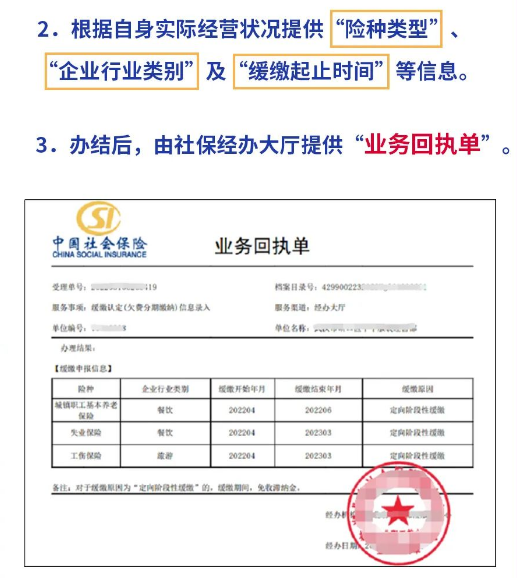 2. 根据自身实际经营状况提供 “险种类型” 、
“企业行业类别” 及 “缓缴起止时间” 等信息。
3. 办结后，由社保经办大厅提供“业务回执单”。
SI
中国社会保险
CHINA SOCIAL INSURANCE
业务回执单
受理单号： 419
档案目录号：4299002230
服务事项：缓缴认定(欠费分期缴纳)信息录入
服务渠道：经办大厅
单位编号：
单位名称：
办理结果：
【缓缴申报信息】
险种 企业行业类别 缓缴开始年月 缓缴结束年月 缓缴原因
城镇职工基本养老
保险 餐饮 202204 202206 定向阶段性缓缴
失业保险 餐饮 202204 202303 定向阶段性缓缴
工伤保险 旅游 202204 202303 定向阶段性缓缴
备注：对于缓缴原因为“定向阶段性缓缴”的，缓缴期间，免收滞纳金。
经办机
经办日期：